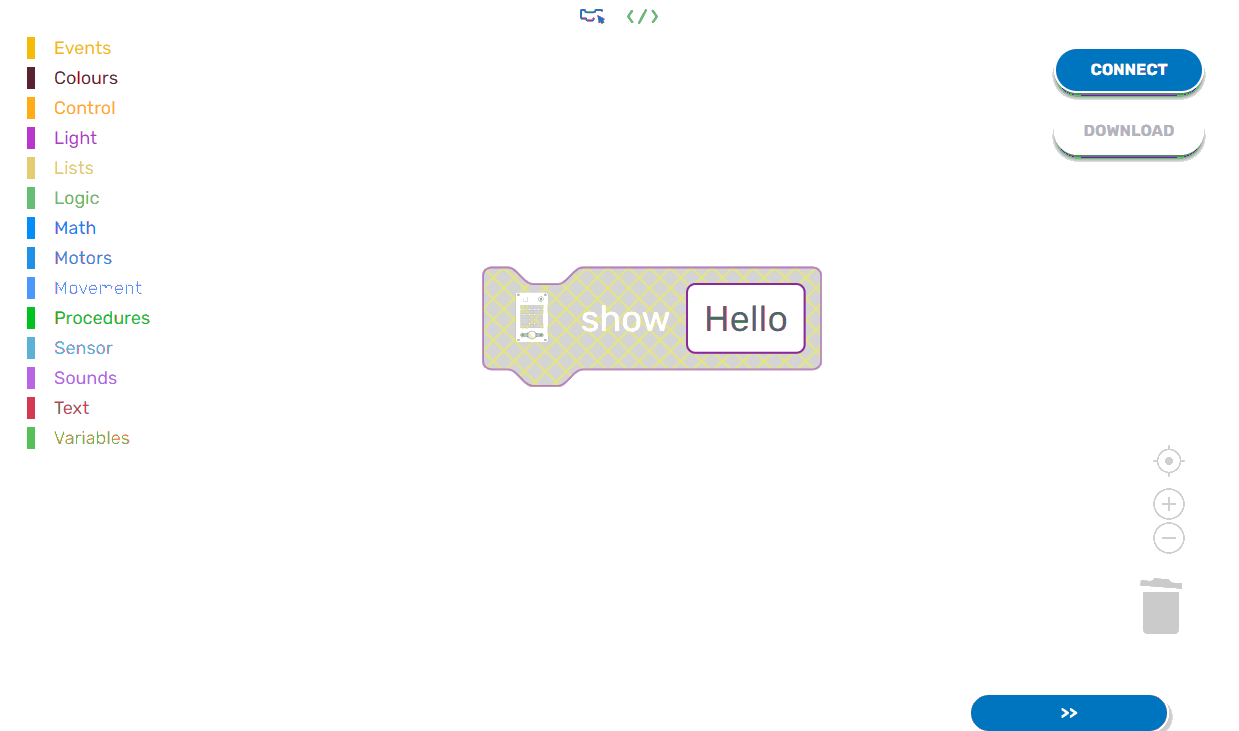 </>
Events
Colours
Control
Light
Lists
Logic
Math
Motors
Movement
Procedures
Sensor
Sounds
Text
Variables
CONNECT
DOWNLOAD
show Hello
>>